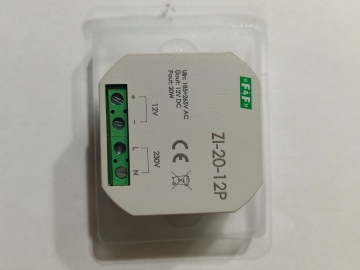 F&F
Uin: 185÷265V AC
Uout: 12V DC
Pout: 20W
+
-
12V
L
N
230V
CE
ZI-20-12P